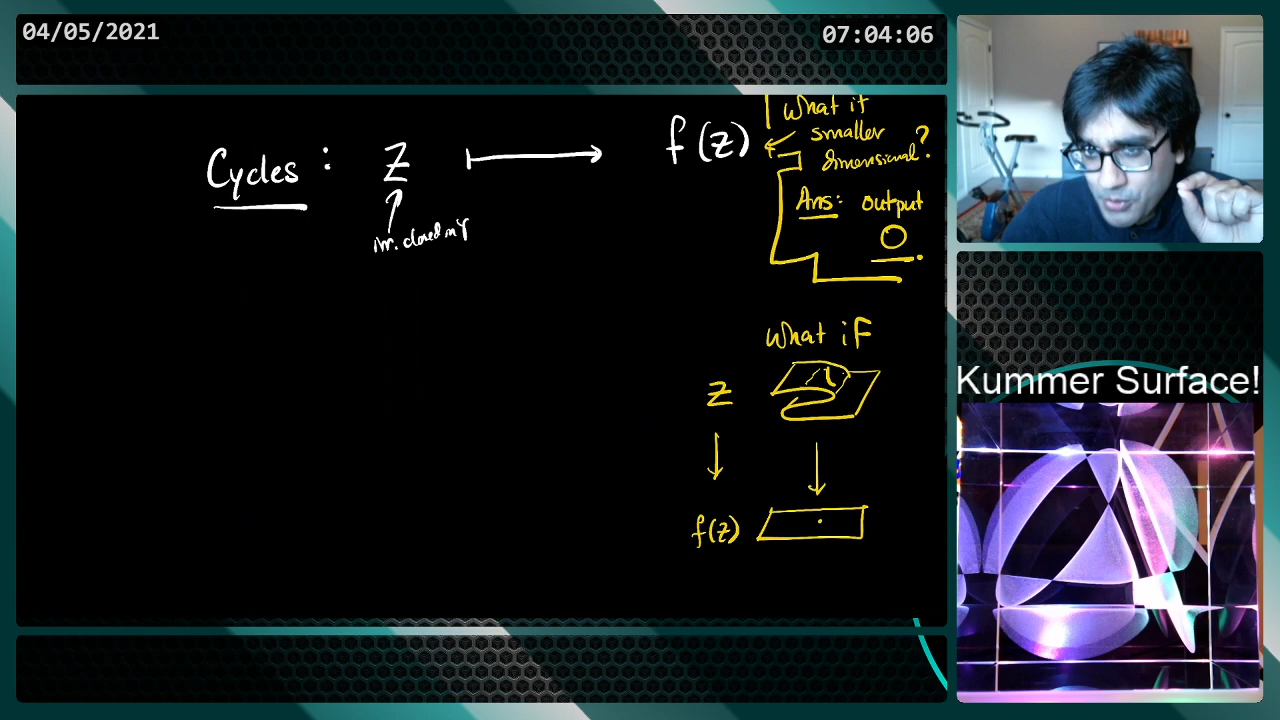 04/05/2021
07:04:06
Cycles : Z ⟼ f(z)
irr. closed
What if
smaller
dimensional?
Ans: output
0.
What if
Z
f(z)
Kummer Surface!